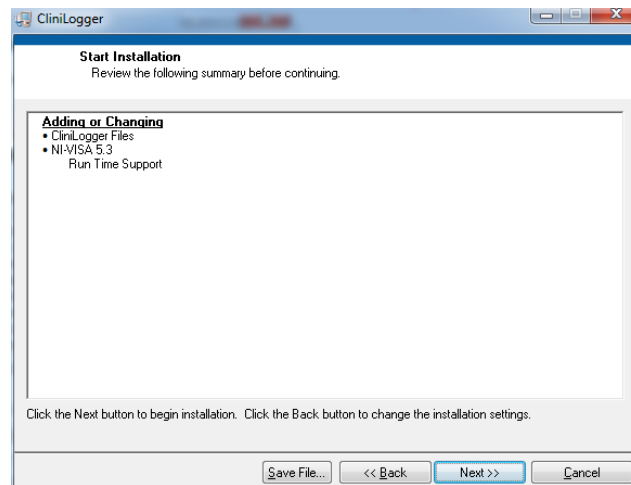 CliniLogger
Start Installation
Review the following summary before continuing.
Adding or Changing
• CliniLogger Files
• NI-VISA 5.3
Run Time Support
Click the Next button to begin installation. Click the Back button to change the installation settings.
Save File... << Back Next >> Cancel